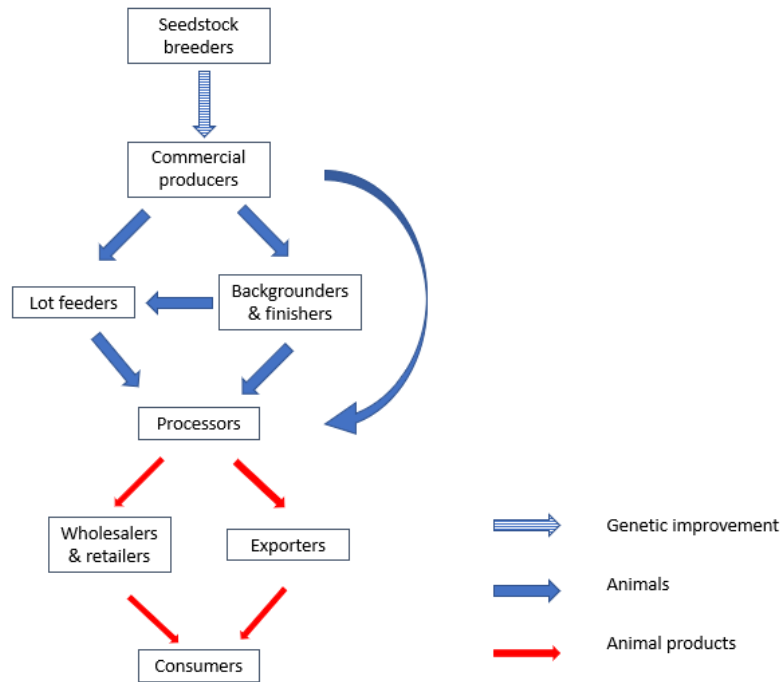 Seedstock
breeders
Commercial
producers
Lot feeders
Backgrounders
& finishers
Processors
Wholesalers
& retailers
Exporters
Consumers
Genetic improvement
Animals
Animal products